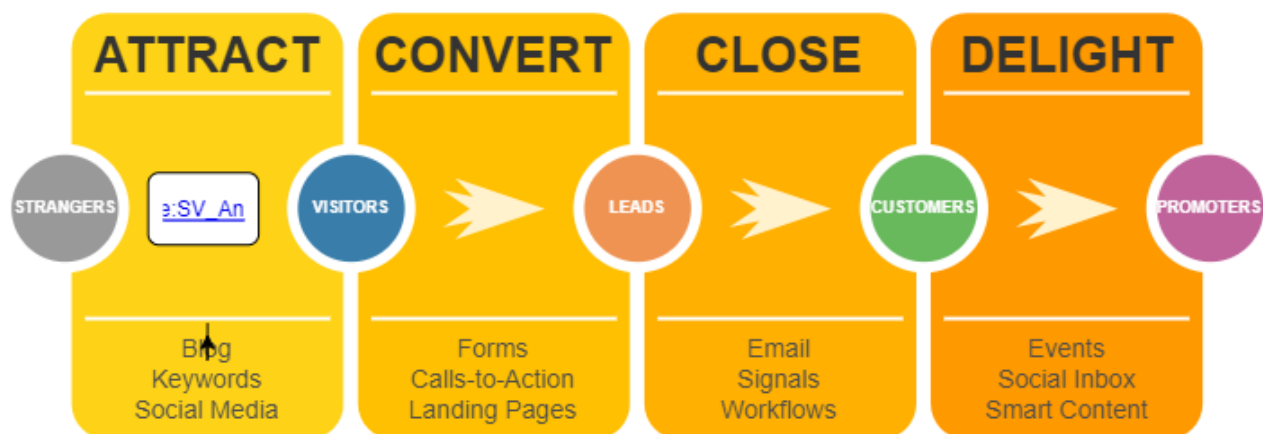 ATTRACT
CONVERT
CLOSE
DELIGHT
STRANGERS
e:SV_An
VISITORS
LEADS
CUSTOMERS
PROMOTERS
Blog
Keywords
Social Media
Forms
Calls-to-Action
Landing Pages
Email
Signals
Workflows
Events
Social Inbox
Smart Content